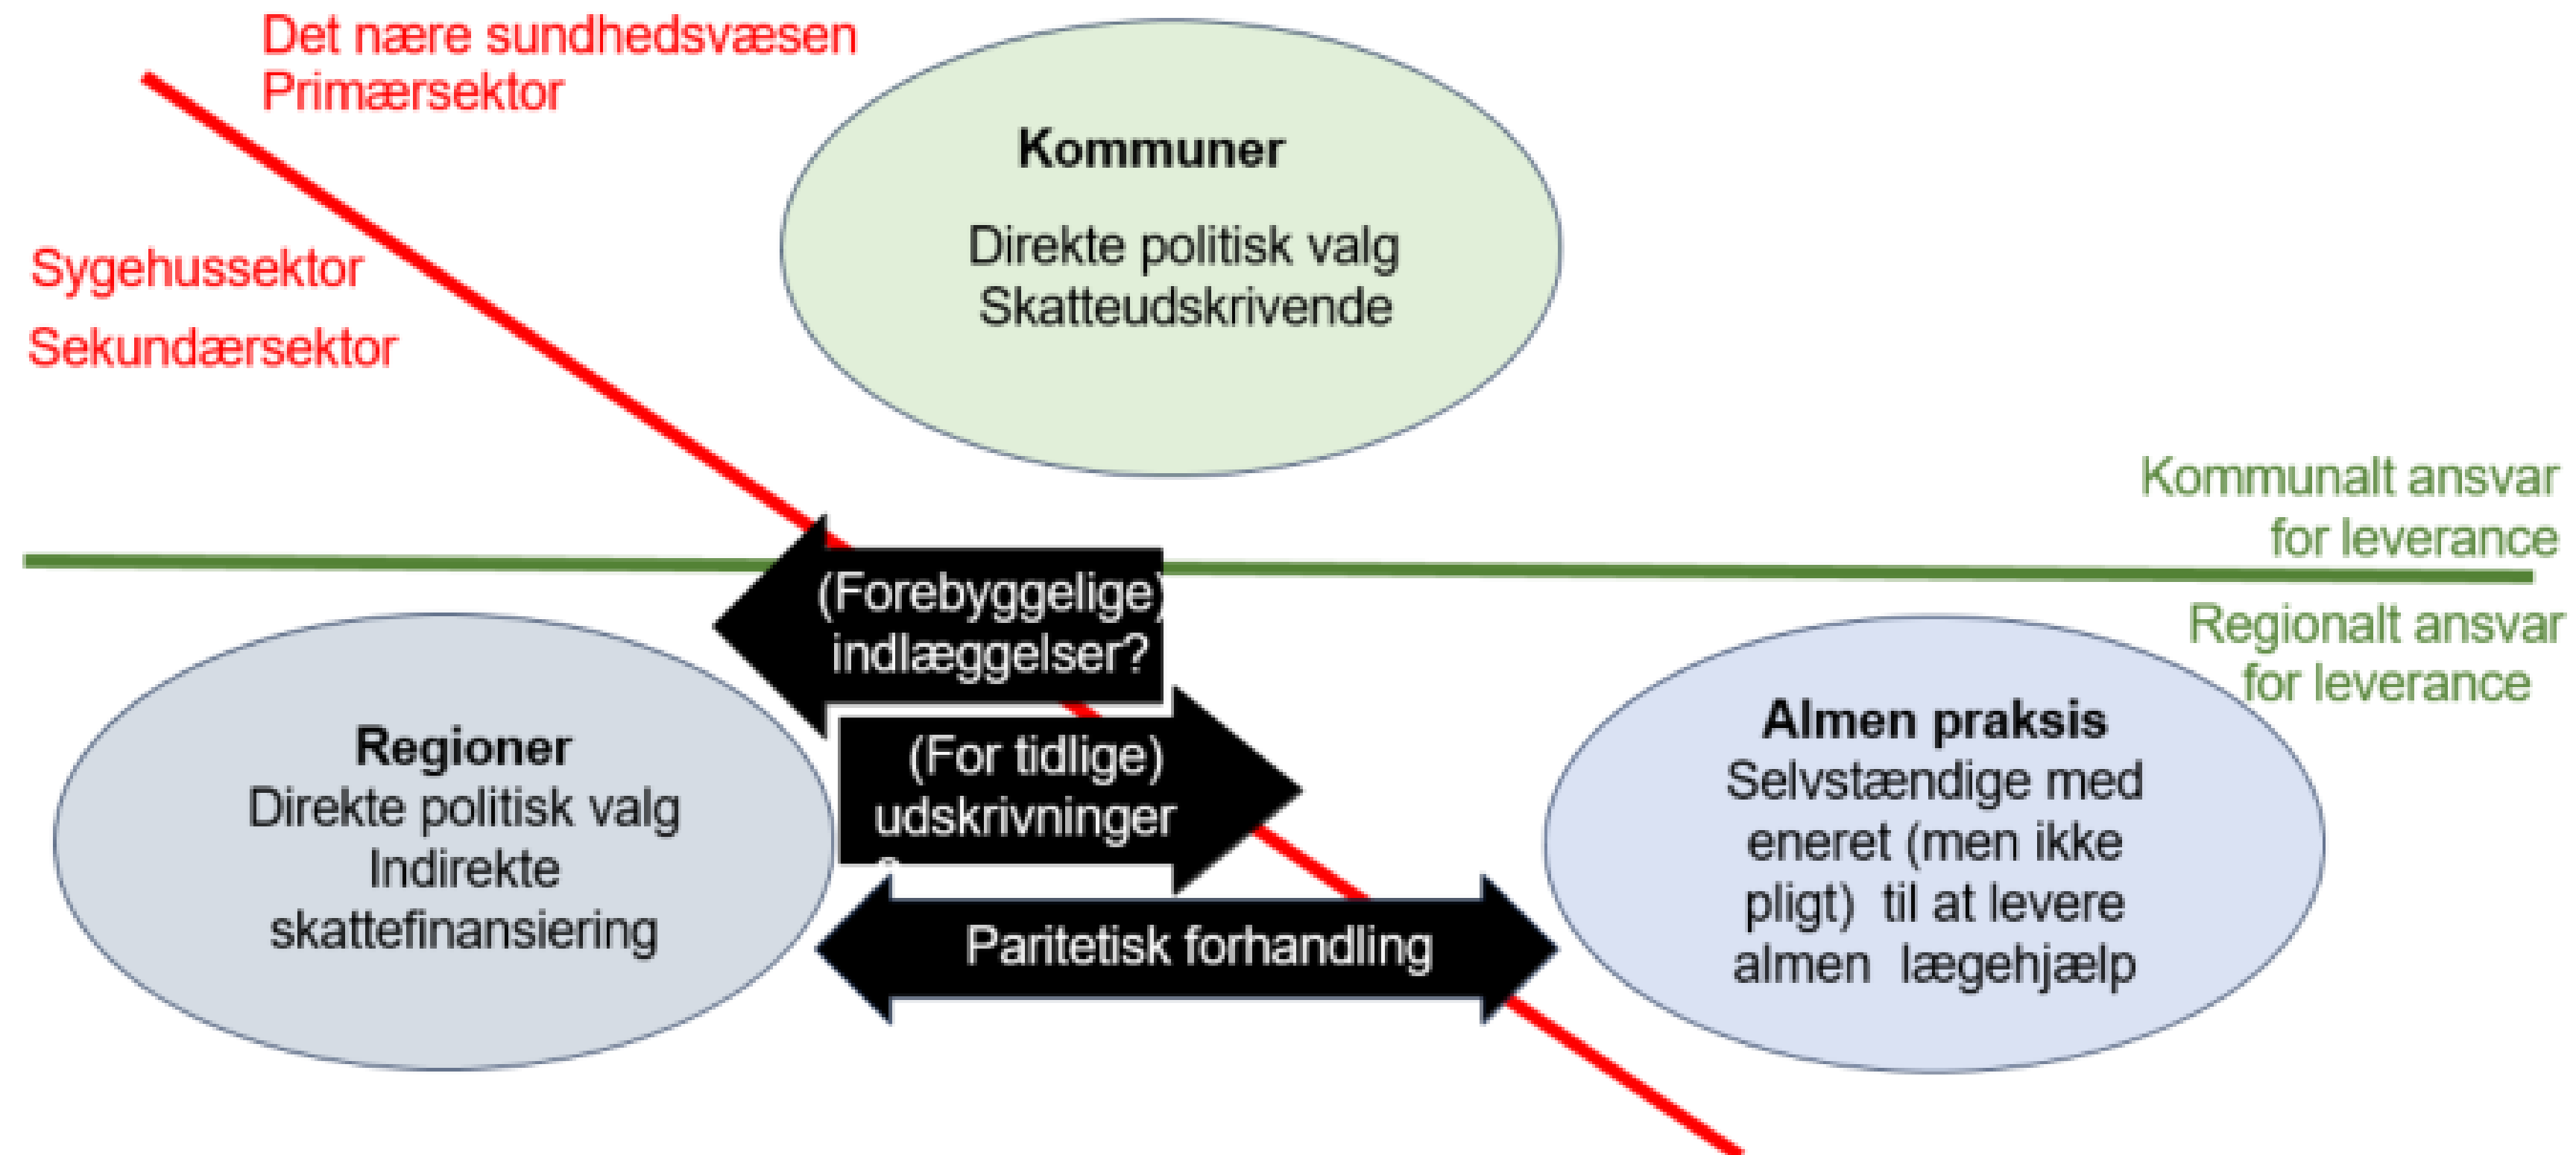 Det nære sundhedsvæsen
Primærsektor
Sygehussektor
Sekundærsektor
Kommuner
Direkte politisk valg
Skatteudskrivende
Kommunalt ansvar
for leverance
Regionalt ansvar
for leverance
(Forebyggelige)
indlæggelser?
(For tidlige)
udskrivninger
Paritetisk forhandling
Regioner
Direkte politisk valg
Indirekte
skattefinansiering
Almen praksis
Selvstændige med
eneret (men ikke
pligt) til at levere
almen lægehjælp